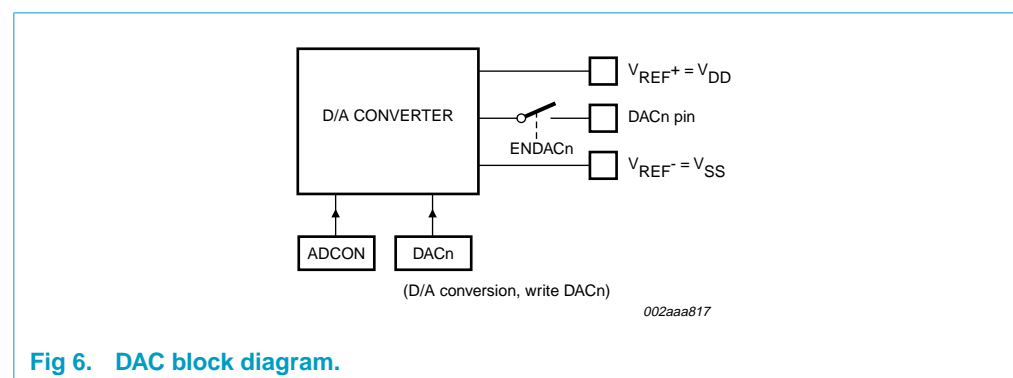 D/A CONVERTER
VREF+ = VDD
DACn pin
ENDACn
VREF- = VSS
ADCON
DACn
(D/A conversion, write DACn)
002aaa817
Fig 6. DAC block diagram.